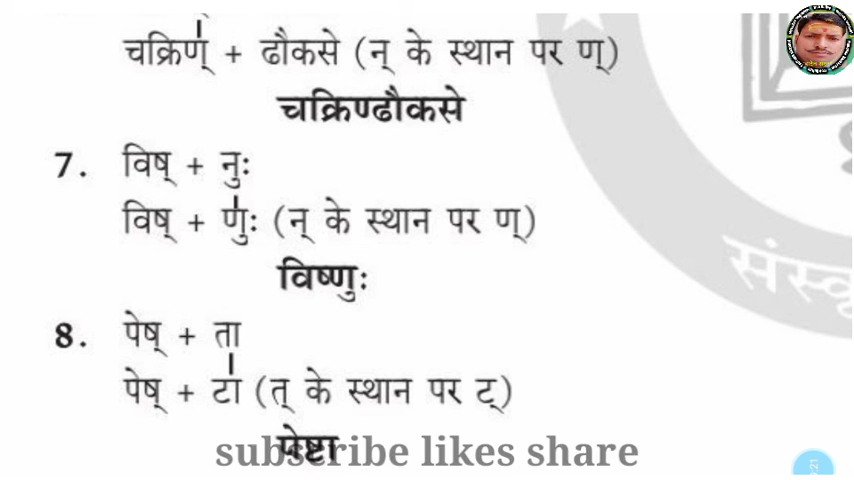 चक्रिण् + ढौकसे (न् के स्थान पर ण्)
चक्रिण्ढौकसे
7. विष् + नुः
विष् + णुः (न् के स्थान पर ण्)
विष्णुः
8. पेष् + ता
पेष् + टा (त् के स्थान पर ट्)
पेष्टा
subscribe likes share